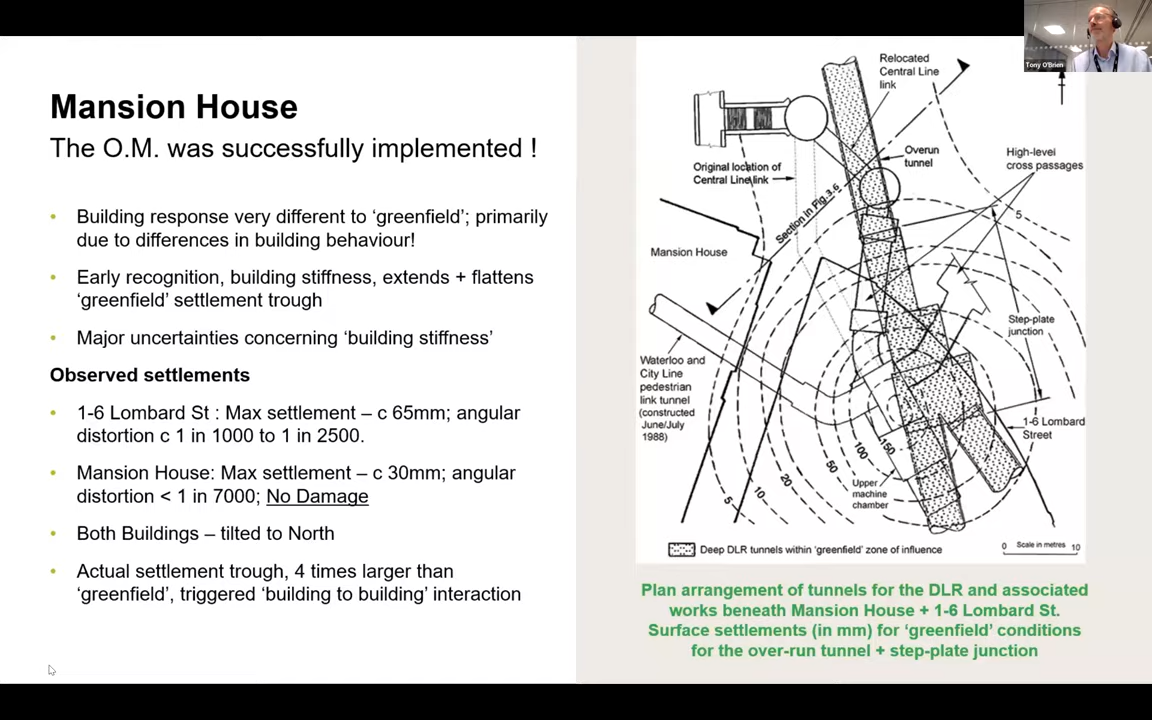 Mansion House
The O.M. was successfully implemented !
• Building response very different to ‘greenfield’; primarily
due to differences in building behaviour!
• Early recognition, building stiffness, extends + flattens
‘greenfield’ settlement trough
• Major uncertainties concerning ‘building stiffness’
Observed settlements
• 1-6 Lombard St : Max settlement – c 65mm; angular
distortion c 1 in 1000 to 1 in 2500.
• Mansion House: Max settlement – c 30mm; angular
distortion < 1 in 7000; No Damage
• Both Buildings – tilted to North
• Actual settlement trough, 4 times larger than
‘greenfield’, triggered ‘building to building’ interaction
Tony O'Brien
Relocated
Central Line
link
Overun
tunnel
High-level
cross passages
Original location of
Central Line link
Section in Fig.3.6
5
Mansion House
Step-plate
junction
Waterloo and
City Line
pedestrian
link tunnel
(constructed
June/July
1988)
1-6 Lombard
Street
150
100
50
20
10
5
Upper
machine
chamber
Deep DLR tunnels within 'greenfield' zone of influence
0 Scale in metres 10
Plan arrangement of tunnels for the DLR and associated
works beneath Mansion House + 1-6 Lombard St.
Surface settlements (in mm) for ‘greenfield’ conditions
for the over-run tunnel + step-plate junction